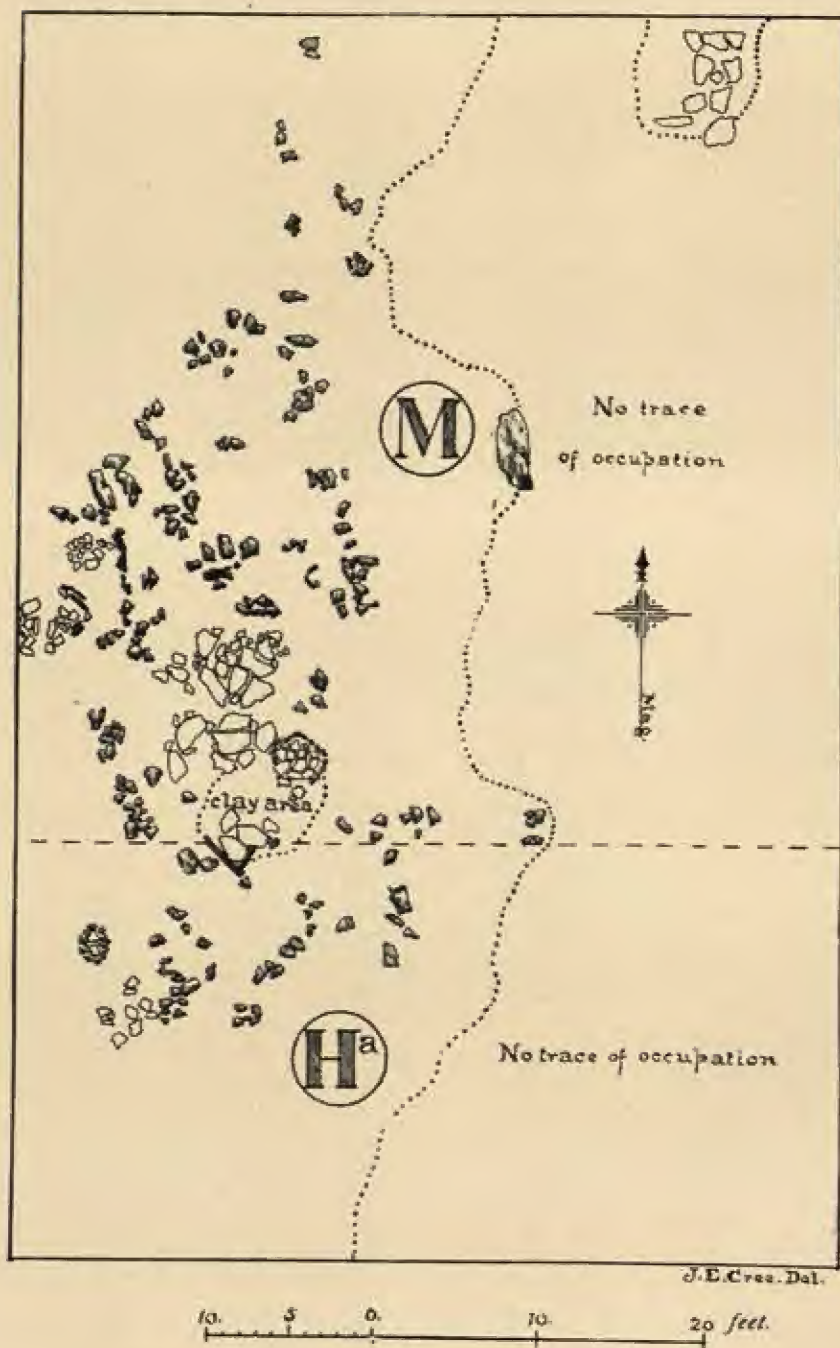 M
No trace
of occupation
Mag.
clay area
Ha
No trace of occupation
J.E.Cree. Del.
10. 5 0. 10. 20 feet.